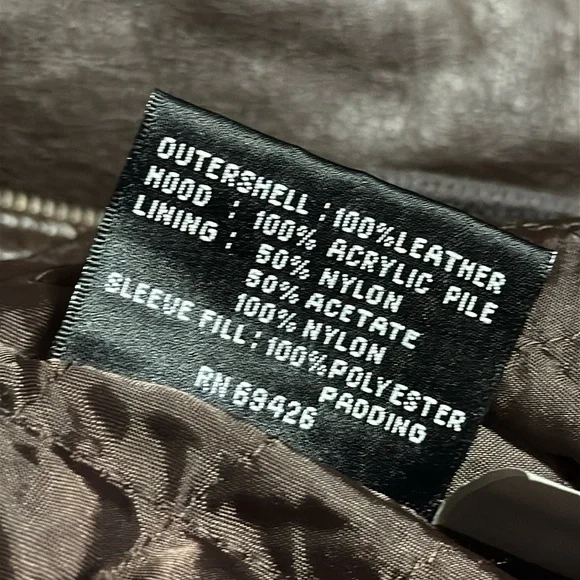 OUTERSHELL : 100%LEATHER
HOOD : 100% ACRYLIC PILE
LINING : 50% NYLON
50% ACETATE
100% NYLON
SLEEVE FILL : 100%POLYESTER
PADDING
RN 69426